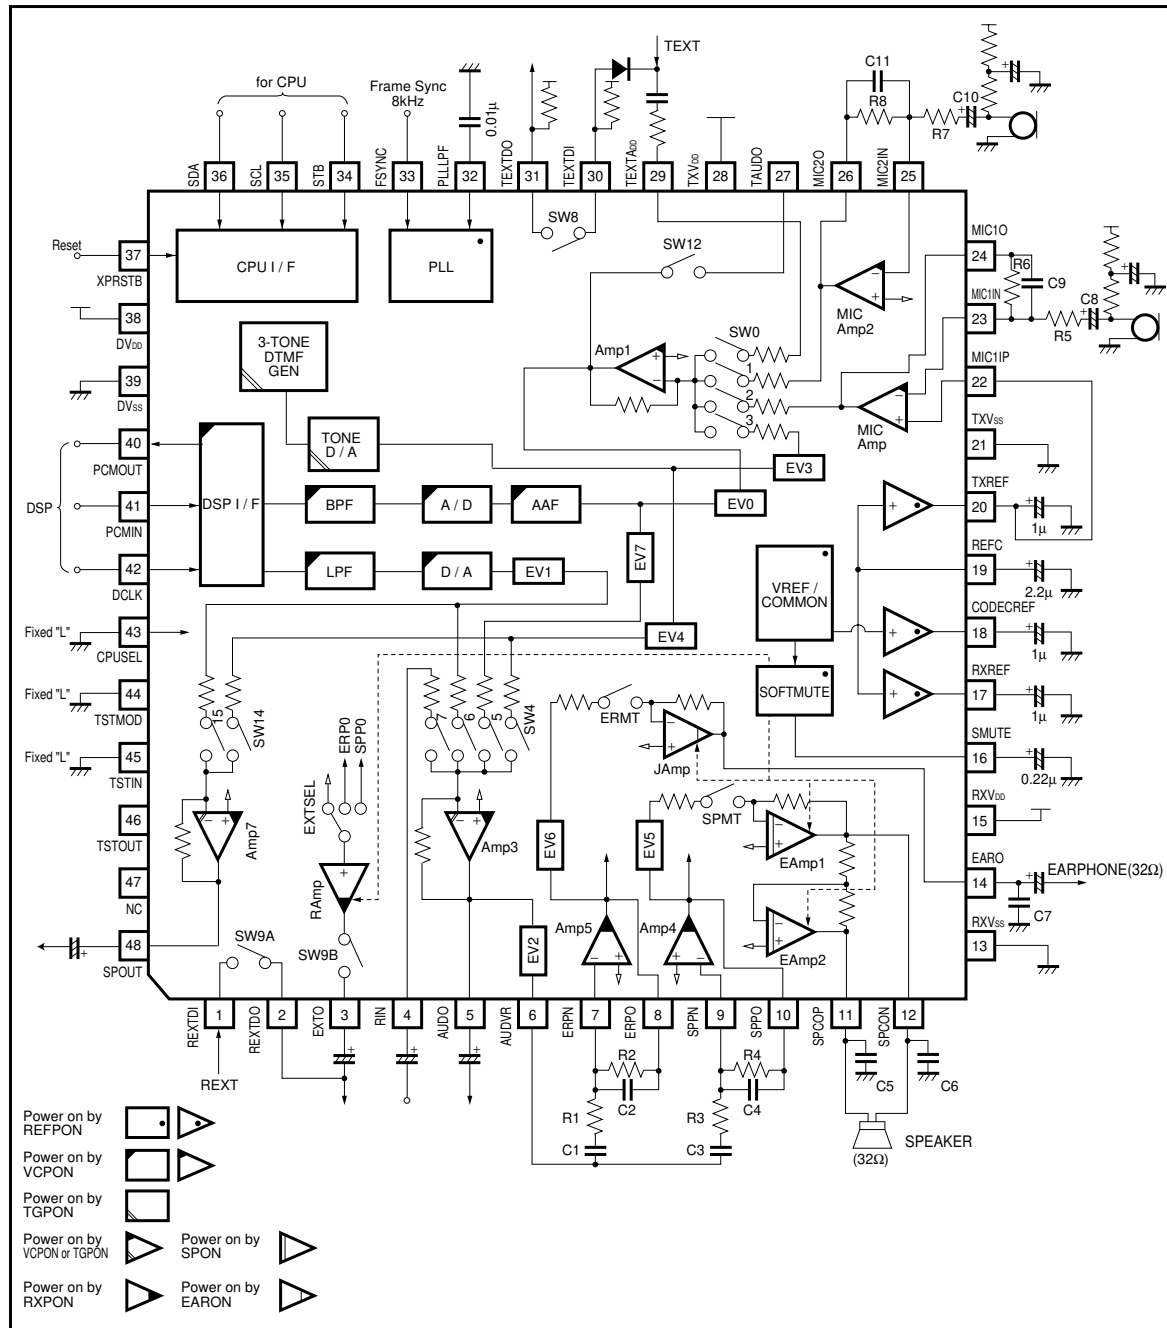 for CPU
Frame Sync
8kHz
0.01μ
TEXT
C11
R8
C10
R7
SDA
SCL
STB
FSYNC
PLLLPF
TEXTDO
TEXTDI
TEXTADD
TXVDD
TAUDO
MIC2O
MIC2IN
36
35
34
33
32
31
30
29
28
27
26
25
Reset
37
XPRSTB
38
DVDD
39
DVSS
40
PCMOUT
DSP
41
PCMIN
42
DCLK
Fixed "L"
43
CPUSEL
Fixed "L"
44
TSTMOD
Fixed "L"
45
TSTIN
46
TSTOUT
47
NC
48
SPOUT
CPU I / F
PLL
SW8
SW12
MIC
Amp2
3-TONE
DTMF
GEN
Amp1
SW0
1
2
3
MIC
Amp
TONE
D / A
EV3
DSP I / F
BPF
A / D
AAF
EV0
EV7
LPF
D / A
EV1
EV4
VREF /
COMMON
SOFTMUTE
15
SW14
7
6
5
SW4
ERMT
JAmp
EXTSEL
ERP0
SPP0
Amp7
Amp3
RAmp
EV6
EV5
SPMT
EAmp1
Amp5
Amp4
EAmp2
EV2
SW9A
SW9B
MIC1O
24
R6
C9
MIC1IN
23
C8
R5
MIC1IP
22
TXVSS
21
TXREF
20
1μ
REFC
19
2.2μ
CODECREF
18
1μ
RXREF
17
1μ
SMUTE
16
0.22μ
RXVDD
15
EARO
14
EARPHONE(32Ω)
C7
RXVSS
13
REXTDI
REXTDO
EXTO
RIN
AUDO
AUDVR
ERPN
ERPO
SPPN
SPPO
SPCOP
SPCON
1
2
3
4
5
6
7
8
9
10
11
12
REXT
R2
C2
R1
C1
R4
C4
R3
C3
C5
C6
SPEAKER
(32Ω)
Power on by
REFPON
Power on by
VCPON
Power on by
TGPON
Power on by
VCPON or TGPON
Power on by
SPON
Power on by
RXPON
Power on by
EARON